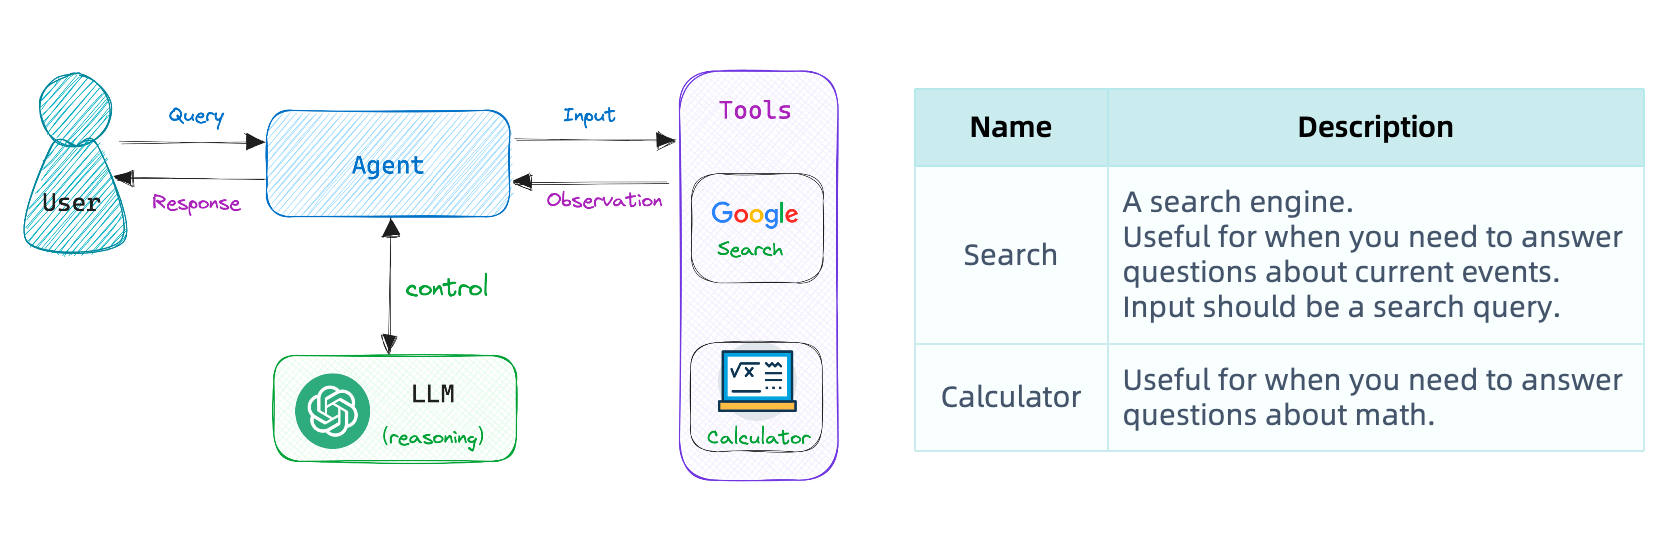 Query
Response
User
Agent
Input
Observation
control
LLM
(reasoning)
Tools
Google
Search
√x
Calculator
Name
Description
Search
A search engine.
Useful for when you need to answer
questions about current events.
Input should be a search query.
Calculator
Useful for when you need to answer
questions about math.